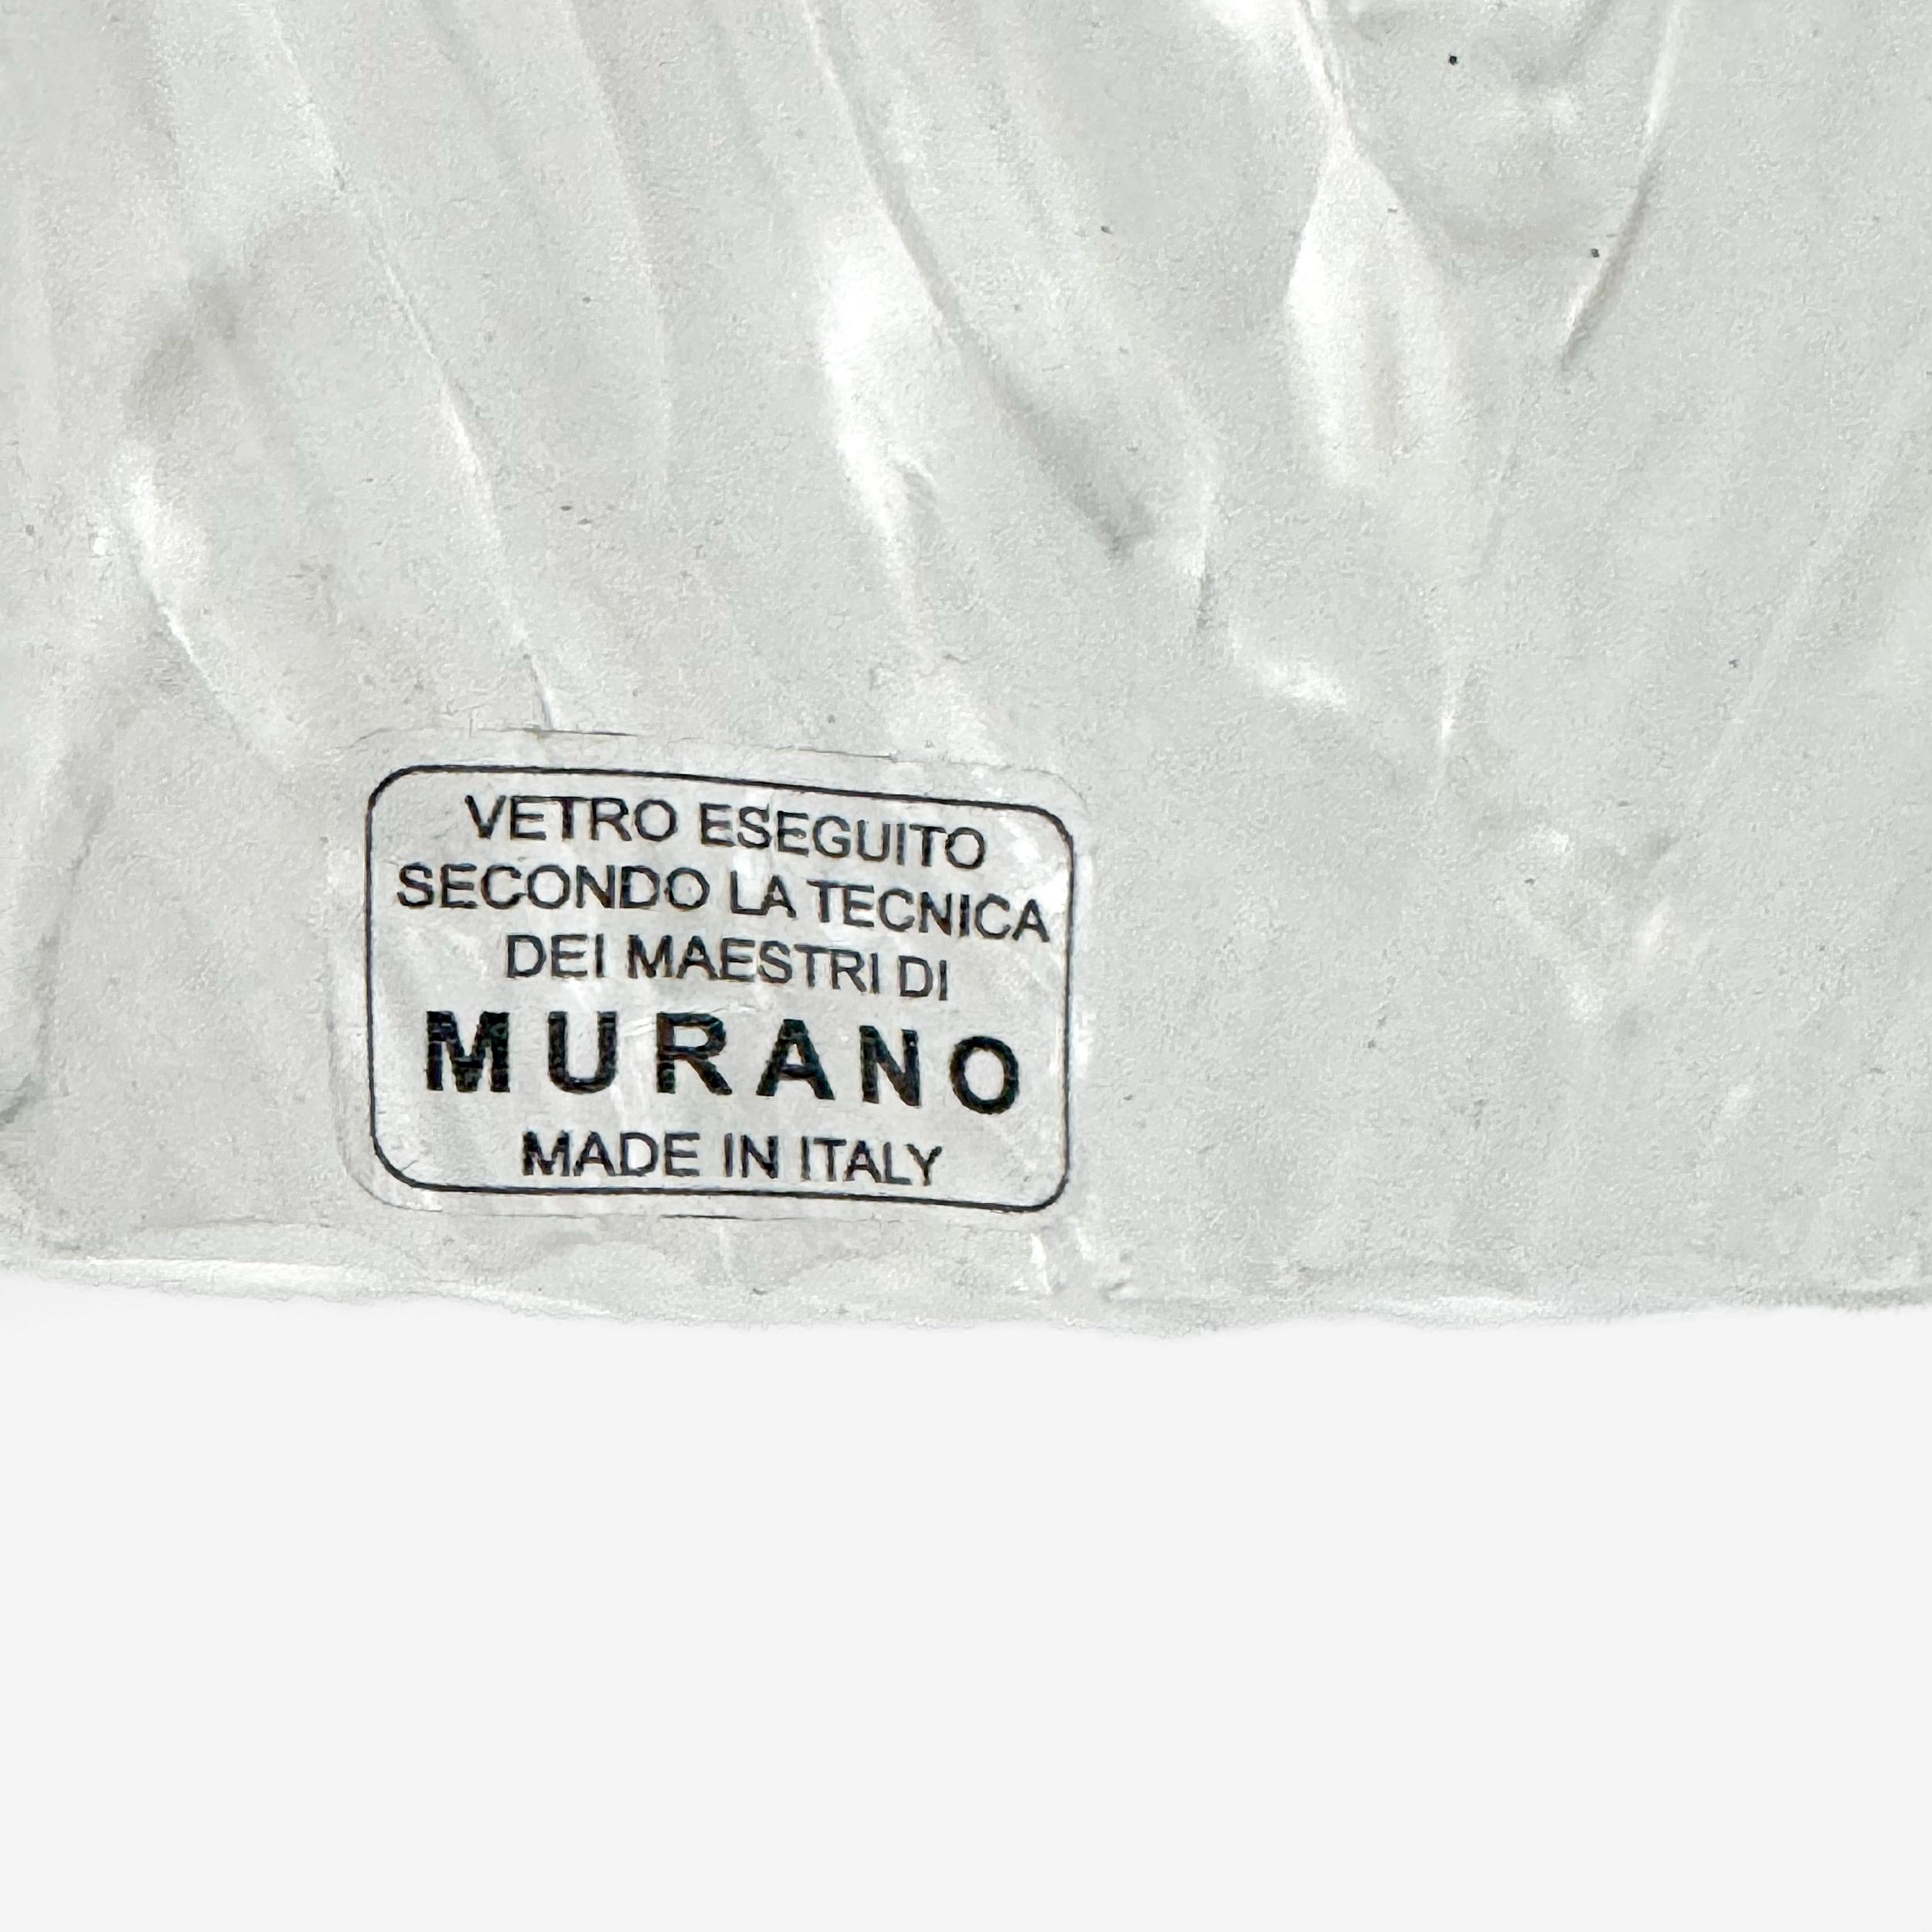 VETRO ESEGUITO
SECONDO LA TECNICA
DEI MAESTRI DI
MURANO
MADE IN ITALY